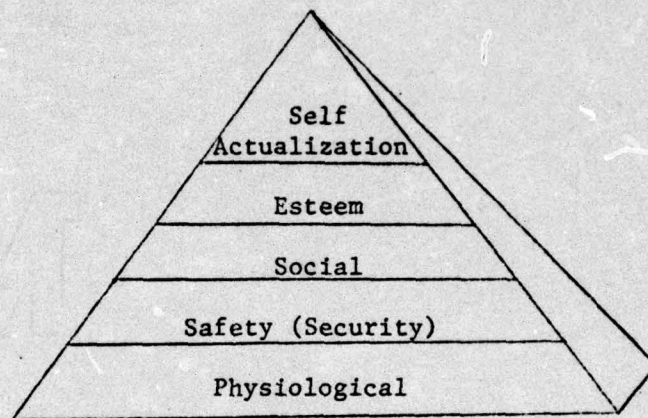 Self
Actualization
Esteem
Social
Safety (Security)
Physiological